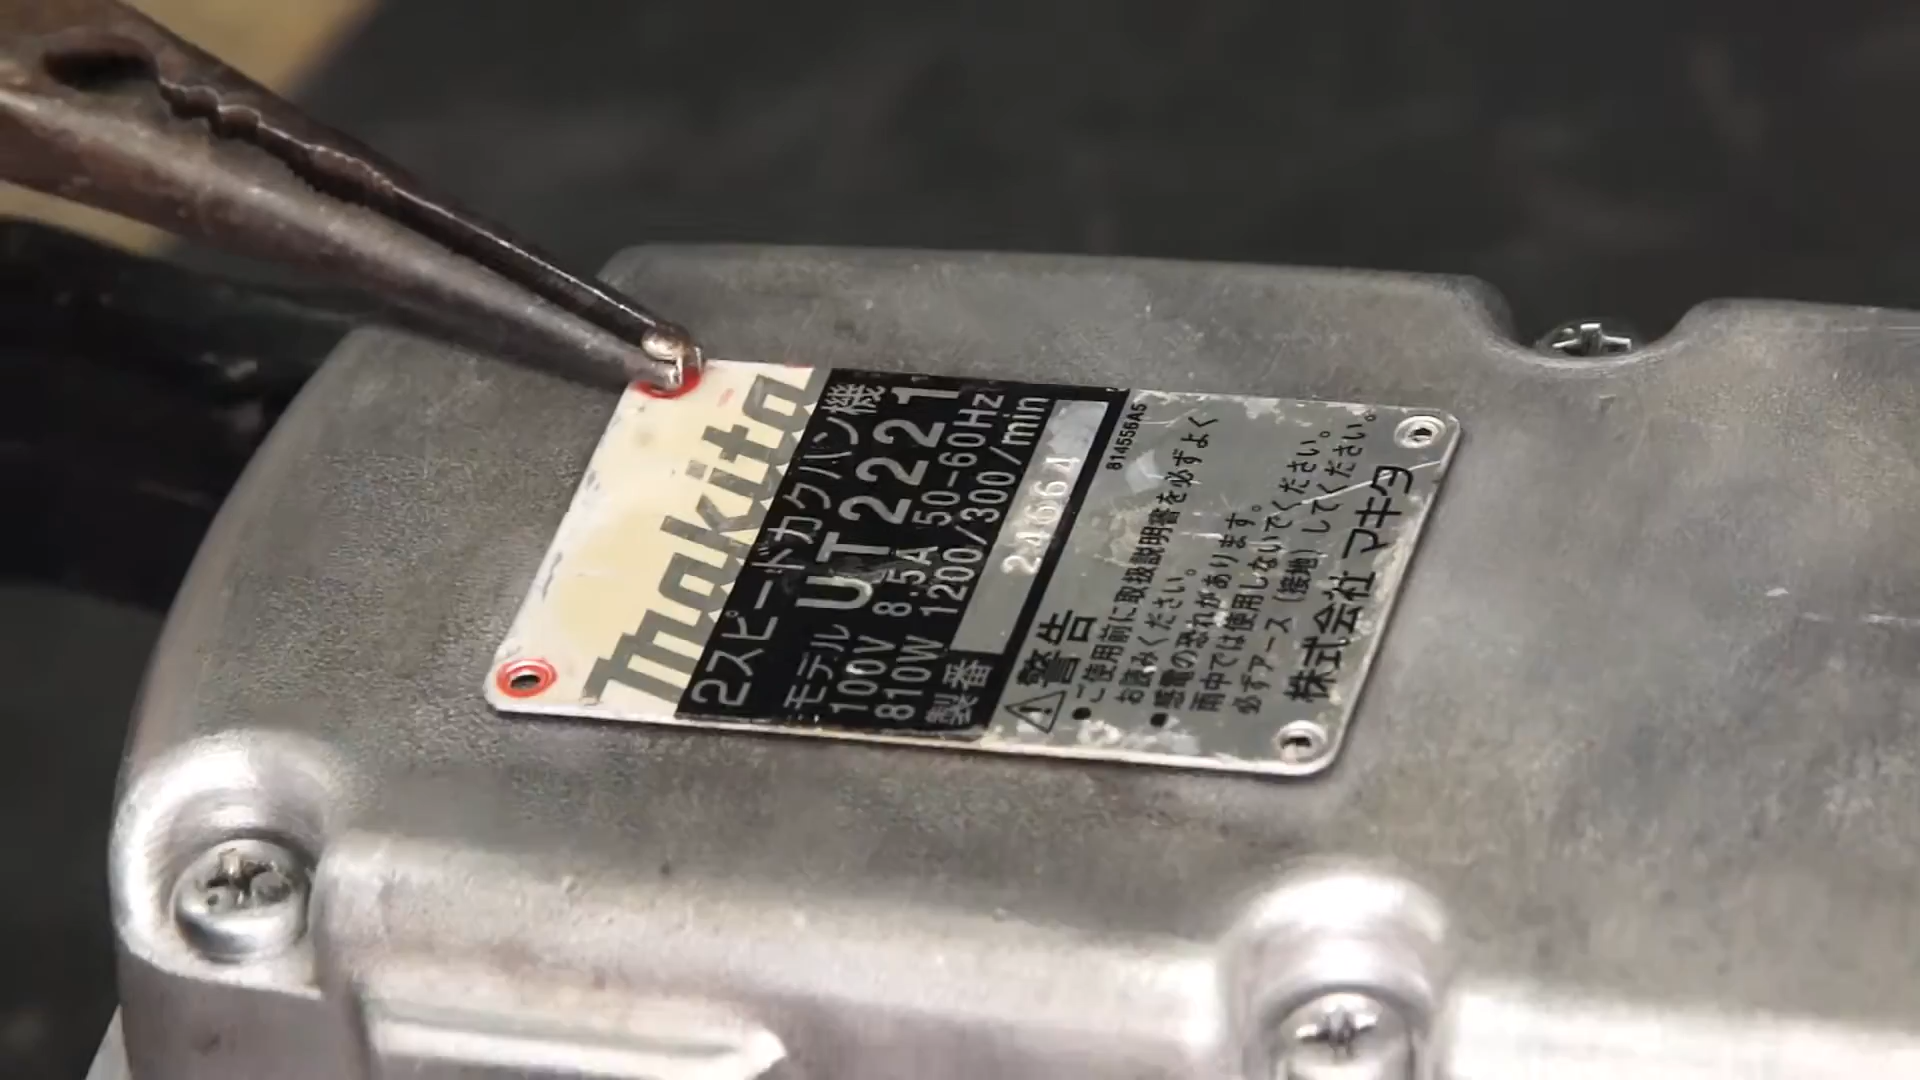 makita
2スピードカクハン機
モデル UT2221
100V 8.5A 50-60Hz
810W 1200/300/min
製番 24664
814556A5
⚠警告
●ご使用前に取扱説明書を必ずよく
お読みください。
●感電の恐れがあります。
雨中では使用しないでください。
必ずアース(接地)してください。
株式会社 マキタ